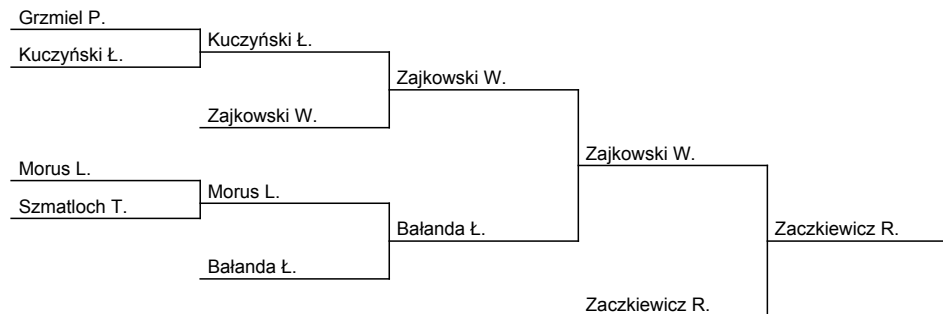 Grzmiel P.
Kuczyński Ł.
Kuczyński Ł.
Zajkowski W.
Zajkowski W.
Zajkowski W.
Morus L.
Morus L.
Szmatloch T.
Bałanda Ł.
Zaczkiewicz R.
Bałanda Ł.
Zaczkiewicz R.